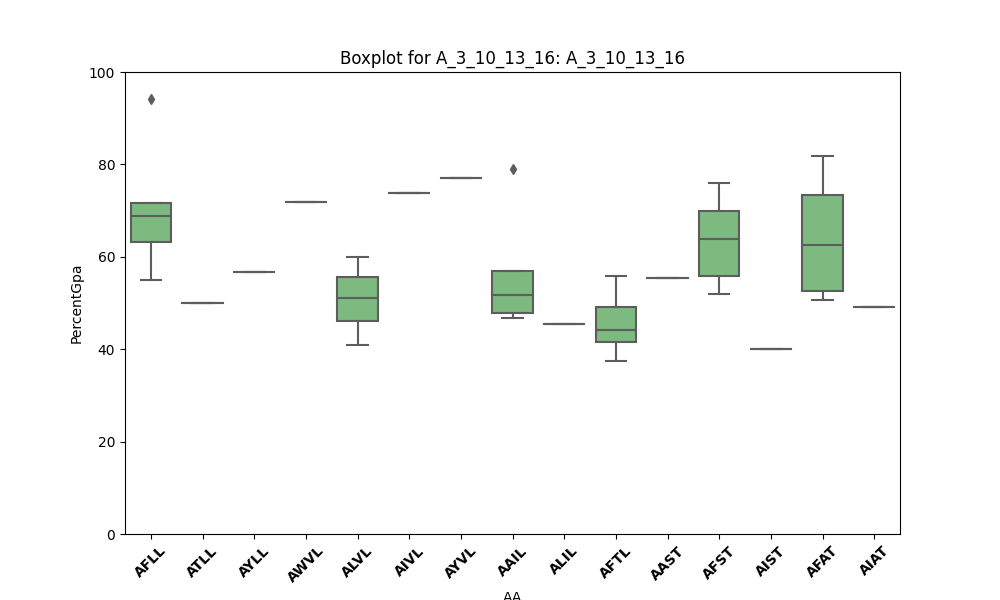 Boxplot for A_3_10_13_16: A_3_10_13_16
PercentGpa
100
80
60
40
20
0
AFLL
ATLL
AYLL
AWVL
ALVL
AIVL
AYVL
AAIL
ALIL
AFTL
AAST
AFST
AIST
AFAT
AIAT
AA